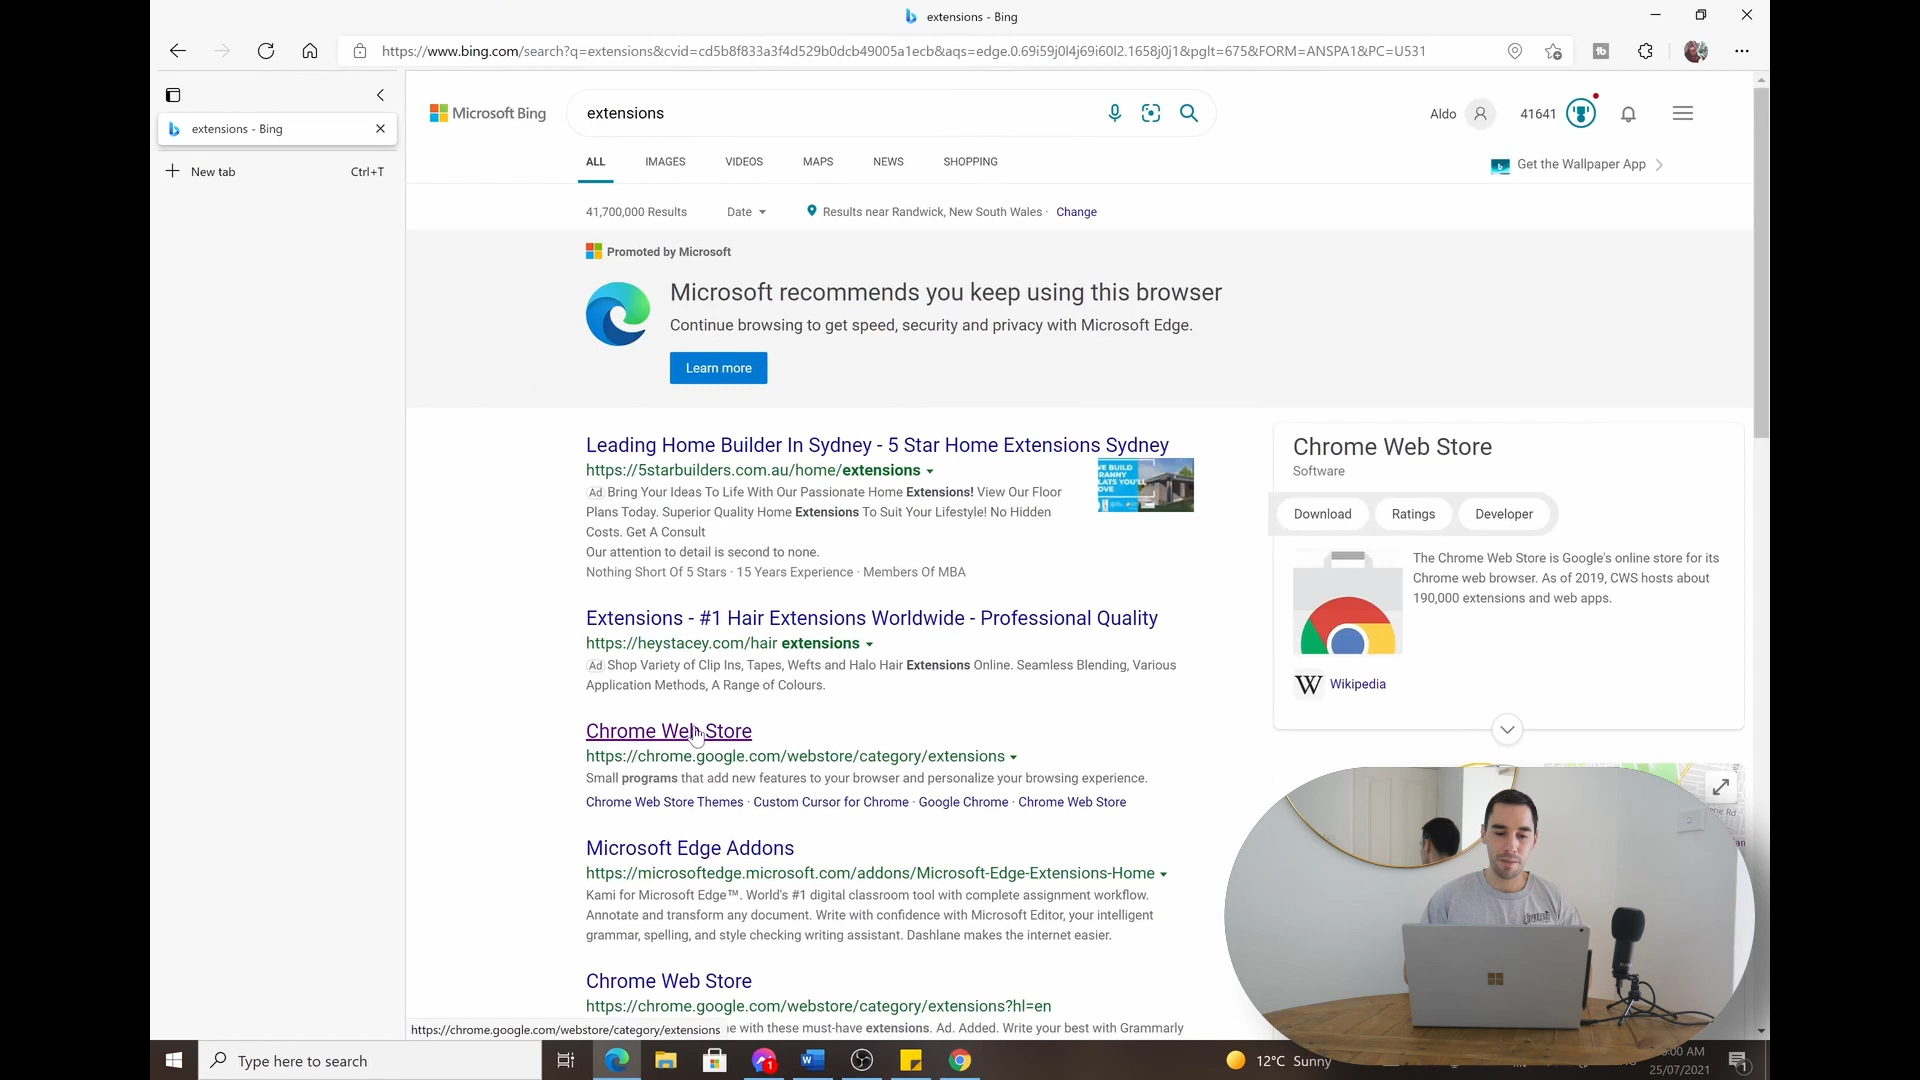 extensions - Bing
https://www.bing.com/search?q=extensions&cvid=cd5b8f833a3f4d529b0dcb49005a1ecb&aqs=edge.0.69i59j0l4j69i60l2.1658j0j1&pglt=675&FORM=ANSPA1&PC=U531
extensions - Bing
New tab Ctrl+T
Microsoft Bing
extensions
Aldo 41641
ALL IMAGES VIDEOS MAPS NEWS SHOPPING
Get the Wallpaper App
41,700,000 Results Date Results near Randwick, New South Wales · Change
Promoted by Microsoft
Microsoft recommends you keep using this browser
Continue browsing to get speed, security and privacy with Microsoft Edge.
Learn more
Leading Home Builder In Sydney - 5 Star Home Extensions Sydney
https://5starbuilders.com.au/home/extensions
Ad Bring Your Ideas To Life With Our Passionate Home Extensions! View Our Floor
Plans Today. Superior Quality Home Extensions To Suit Your Lifestyle! No Hidden
Costs. Get A Consult
Our attention to detail is second to none.
Nothing Short Of 5 Stars · 15 Years Experience · Members Of MBA
Extensions - #1 Hair Extensions Worldwide - Professional Quality
https://heystacey.com/hair extensions
Ad Shop Variety of Clip Ins, Tapes, Wefts and Halo Hair Extensions Online. Seamless Blending, Various
Application Methods, A Range of Colours.
Chrome Web Store
https://chrome.google.com/webstore/category/extensions
Small programs that add new features to your browser and personalize your browsing experience.
Chrome Web Store Themes · Custom Cursor for Chrome · Google Chrome · Chrome Web Store
Microsoft Edge Addons
https://microsoftedge.microsoft.com/addons/Microsoft-Edge-Extensions-Home
Kami for Microsoft Edge™. World's #1 digital classroom tool with complete assignment workflow.
Annotate and transform any document. Write with confidence with Microsoft Editor, your intelligent
grammar, spelling, and style checking writing assistant. Dashlane makes the internet easier.
Chrome Web Store
https://chrome.google.com/webstore/category/extensions?hl=en
with these must-have extensions. Ad. Added. Write your best with Grammarly
https://chrome.google.com/webstore/category/extensions
Chrome Web Store
Software
Download Ratings Developer
The Chrome Web Store is Google's online store for its
Chrome web browser. As of 2019, CWS hosts about
190,000 extensions and web apps.
W Wikipedia
Type here to search
12°C Sunny
:00 AM
25/07/2021